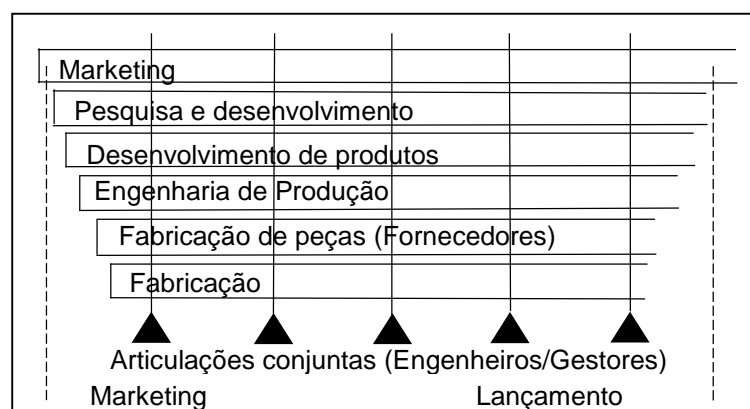 Marketing
Pesquisa e desenvolvimento
Desenvolvimento de produtos
Engenharia de Produção
Fabricação de peças (Fornecedores)
Fabricação
Articulações conjuntas (Engenheiros/Gestores)
Marketing Lançamento